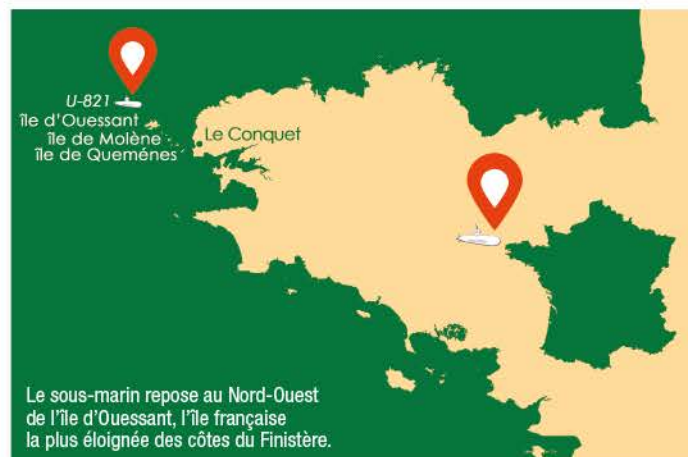 U-821
île d'Ouessant
île de Molène
île de Queménes
Le Conquet
Le sous-marin repose au Nord-Ouest
de l'île d'Ouessant, l'île française
la plus éloignée des côtes du Finistère.